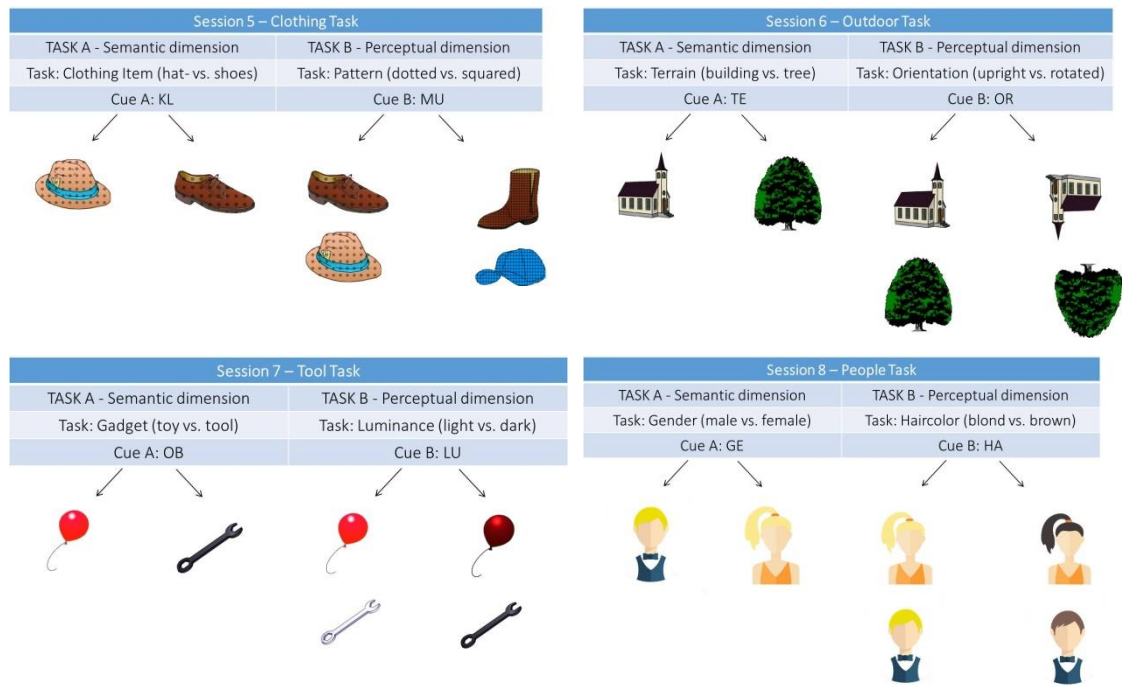 Session 5 – Clothing Task
TASK A - Semantic dimension
TASK B - Perceptual dimension
Task: Clothing Item (hat- vs. shoes)
Task: Pattern (dotted vs. squared)
Cue A: KL
Cue B: MU
Session 6 – Outdoor Task
TASK A - Semantic dimension
TASK B - Perceptual dimension
Task: Terrain (building vs. tree)
Task: Orientation (upright vs. rotated)
Cue A: TE
Cue B: OR
Session 7 – Tool Task
TASK A - Semantic dimension
TASK B - Perceptual dimension
Task: Gadget (toy vs. tool)
Task: Luminance (light vs. dark)
Cue A: OB
Cue B: LU
Session 8 – People Task
TASK A - Semantic dimension
TASK B - Perceptual dimension
Task: Gender (male vs. female)
Task: Haircolor (blond vs. brown)
Cue A: GE
Cue B: HA